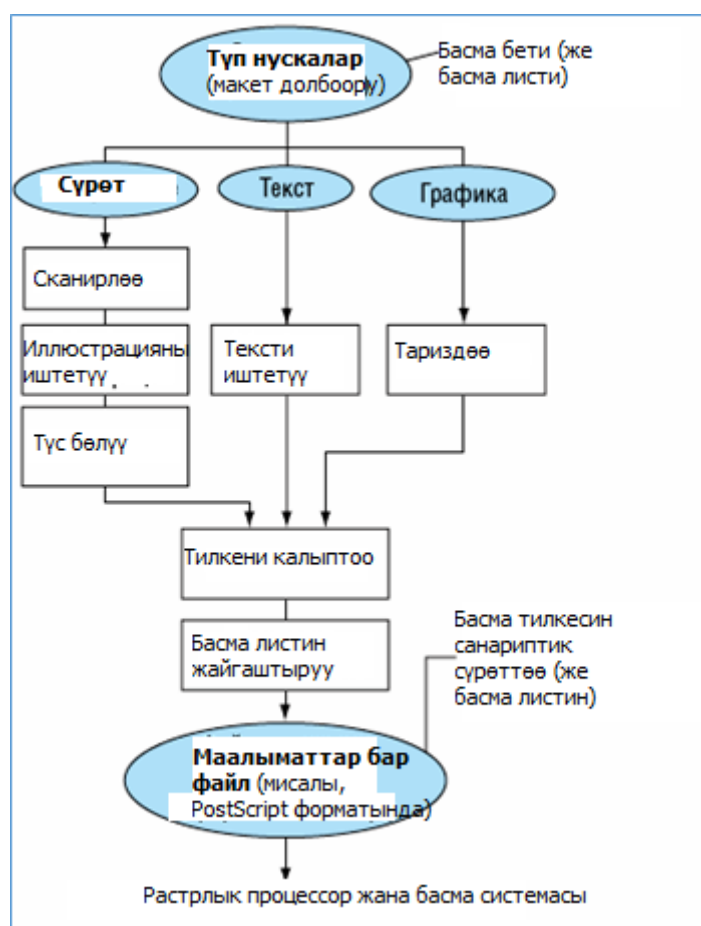 Түп нускалар
(макет долбоору)
Басма бети (же
басма листи)
Сүрөт
Текст
Графика
Сканирлөө
Иллюстрацияны
иштетүү
Тексти
иштетүү
Тариздөө
Түс бөлүү
Тилкени калыптоо
Басма листин
жайгаштыруу
Басма тилкесин
санариптик
сүрөттөө (же
басма листин)
Маалыматтар бар
файл (мисалы,
PostScript форматында)
Растрлык процессор жана басма системасы